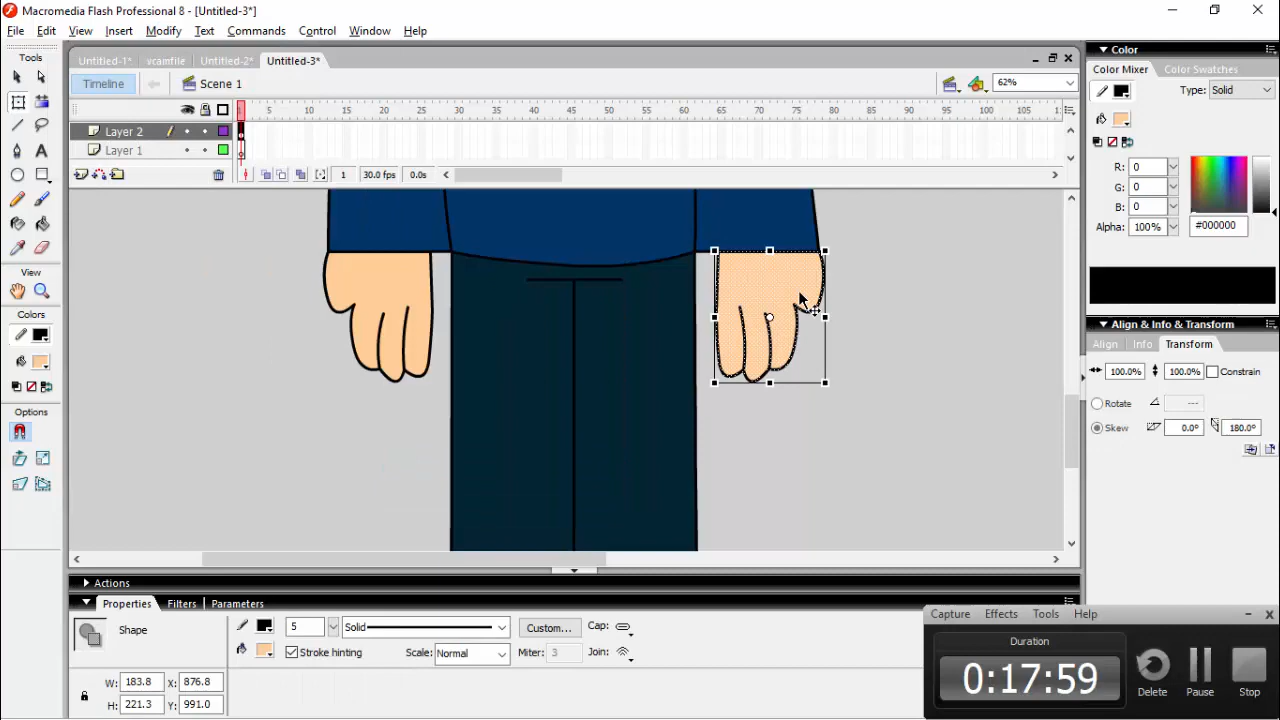 Macromedia Flash Professional 8 - [Untitled-3*]
File Edit View Insert Modify Text Commands Control Window Help
Tools
View
Colors
Options
Untitled-1* vcamfile Untitled-2* Untitled-3*
Timeline Scene 1 62%
1 5 10 15 20 25 30 35 40 45 50 55 60 65 70 75 80 85 90 95 100 105 1:
Layer 2
Layer 1
1 30.0 fps 0.0s
Color
Color Mixer Color Swatches
Type: Solid
R: 0
G: 0
B: 0
Alpha: 100% #000000
Align & Info & Transform
Align Info Transform
100.0% 100.0% Constrain
Rotate ---
Skew 0.0º 180.0º
Actions
Properties Filters Parameters
Shape 5 Solid Custom... Cap:
Stroke hinting Scale: Normal Miter: 3 Join:
W: 183.8 X: 876.8
H: 221.3 Y: 991.0
Capture Effects Tools Help
Duration
0:17:59
Delete Pause Stop